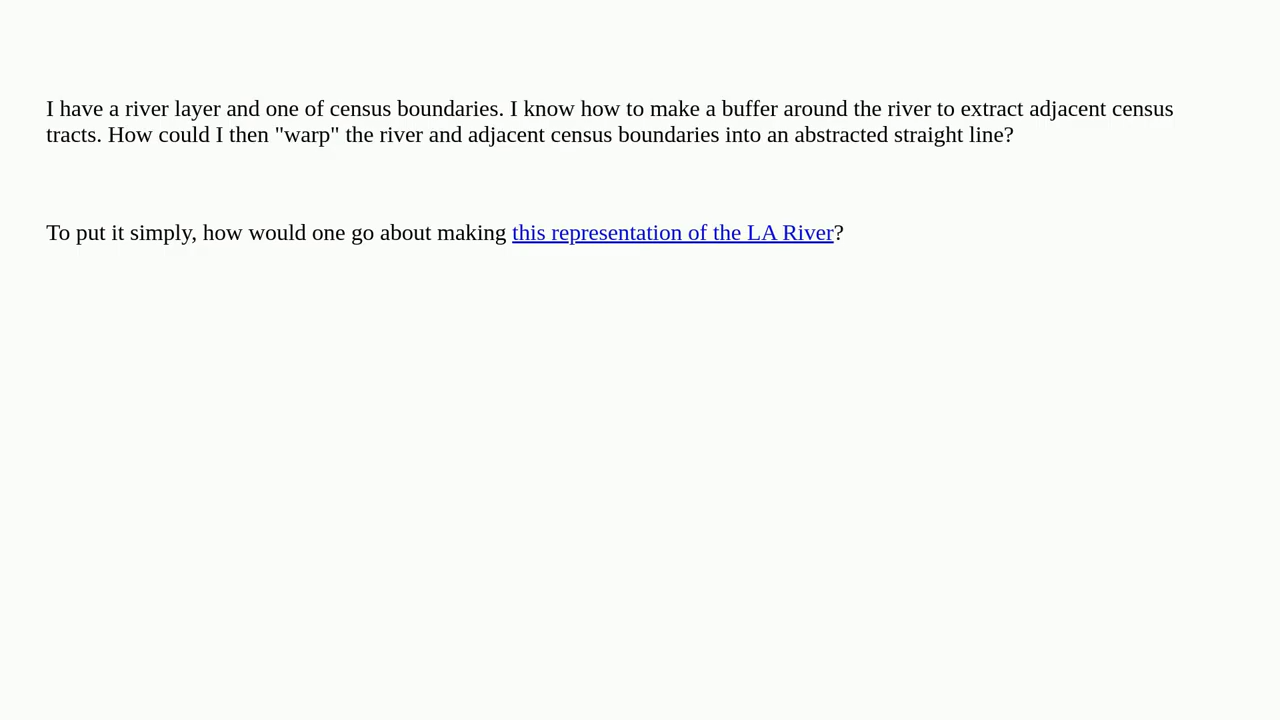 I have a river layer and one of census boundaries. I know how to make a buffer around the river to extract adjacent census
tracts. How could I then "warp" the river and adjacent census boundaries into an abstracted straight line?
To put it simply, how would one go about making this representation of the LA River?